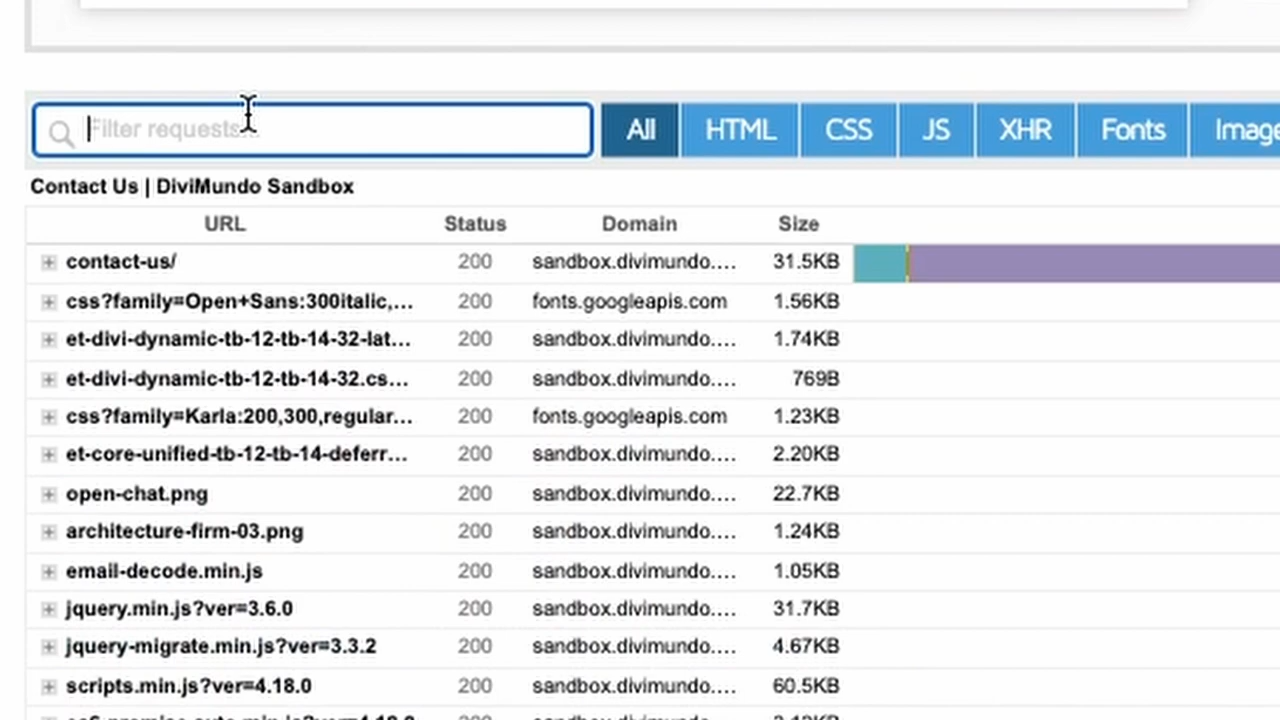 Filter requests
All HTML CSS JS XHR Fonts Image
Contact Us | DiviMundo Sandbox
URL Status Domain Size
contact-us/ 200 sandbox.divimundo.... 31.5KB
css?family=Open+Sans:300italic,... 200 fonts.googleapis.com 1.56KB
et-divi-dynamic-tb-12-tb-14-32-lat... 200 sandbox.divimundo.... 1.74KB
et-divi-dynamic-tb-12-tb-14-32.cs... 200 sandbox.divimundo.... 769B
css?family=Karla:200,300,regular... 200 fonts.googleapis.com 1.23KB
et-core-unified-tb-12-tb-14-deferr... 200 sandbox.divimundo.... 2.20KB
open-chat.png 200 sandbox.divimundo.... 22.7KB
architecture-firm-03.png 200 sandbox.divimundo.... 1.24KB
email-decode.min.js 200 sandbox.divimundo.... 1.05KB
jquery.min.js?ver=3.6.0 200 sandbox.divimundo.... 31.7KB
jquery-migrate.min.js?ver=3.3.2 200 sandbox.divimundo.... 4.67KB
scripts.min.js?ver=4.18.0 200 sandbox.divimundo.... 60.5KB